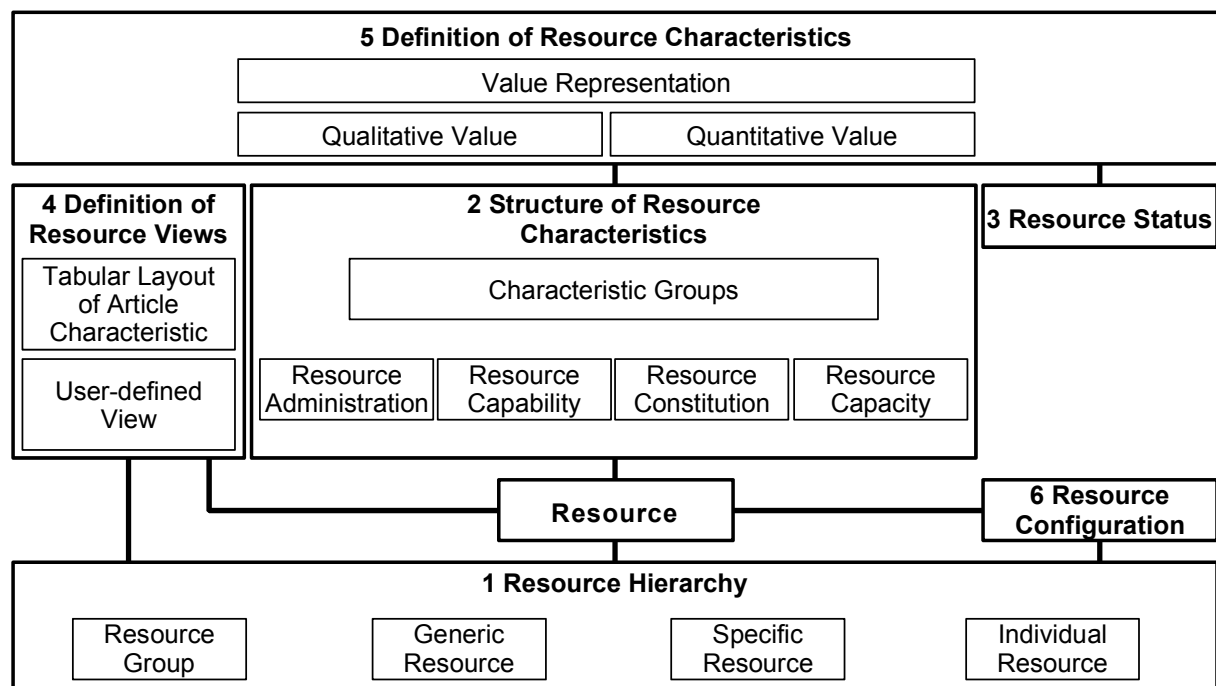 5 Definition of Resource Characteristics
Value Representation
Qualitative Value
Quantitative Value
4 Definition of
Resource Views
Tabular Layout
of Article
Characteristic
User-defined
View
2 Structure of Resource
Characteristics
Characteristic Groups
Resource
Administration
Resource
Capability
Resource
Constitution
Resource
Capacity
3 Resource Status
Resource
6 Resource
Configuration
1 Resource Hierarchy
Resource
Group
Generic
Resource
Specific
Resource
Individual
Resource